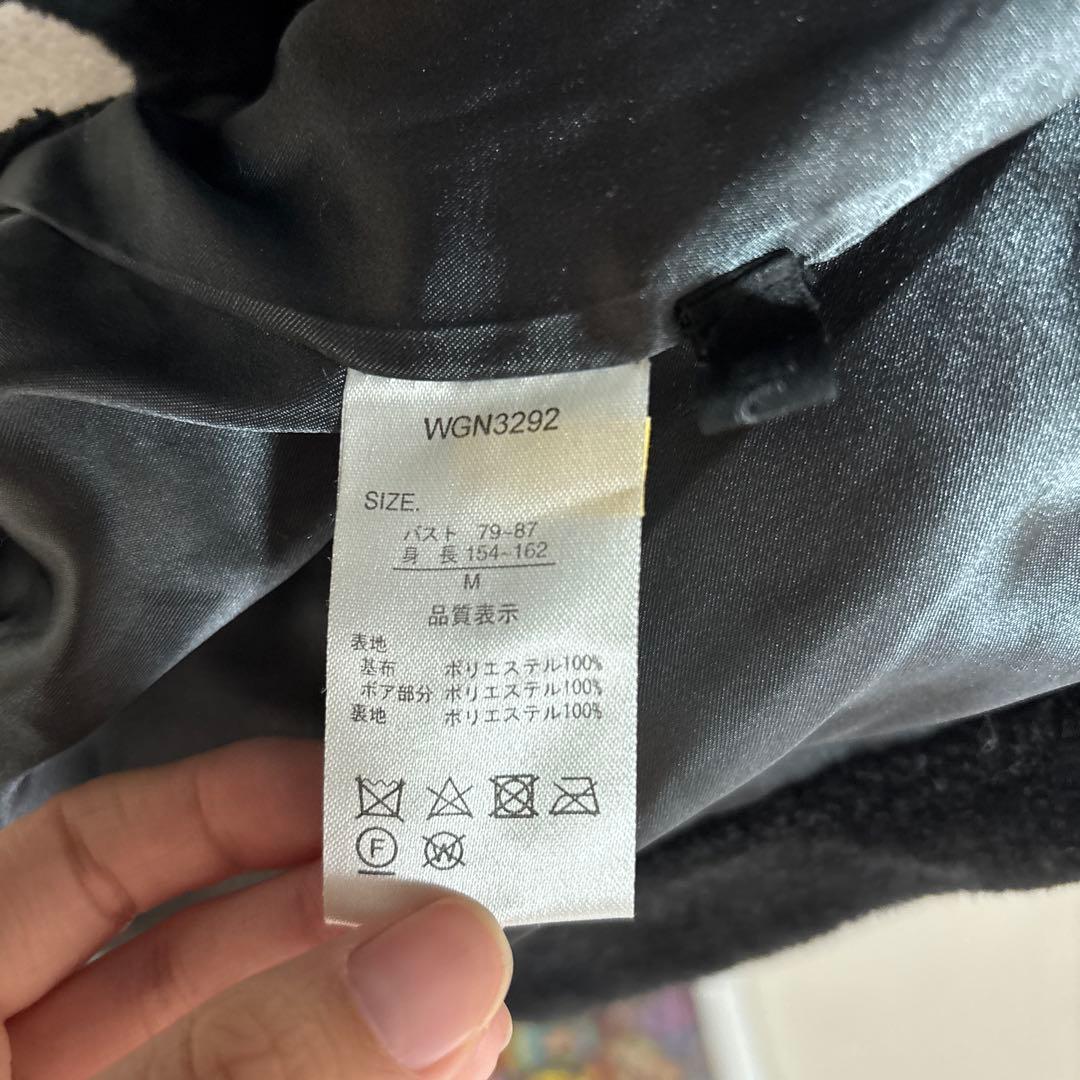 WGN3292
SIZE.
バスト 79~87
身 長 154~162
M
品質表示
表地
基布 ポリエステル100%
ボア部分 ポリエステル100%
裏地 ポリエステル100%
F W